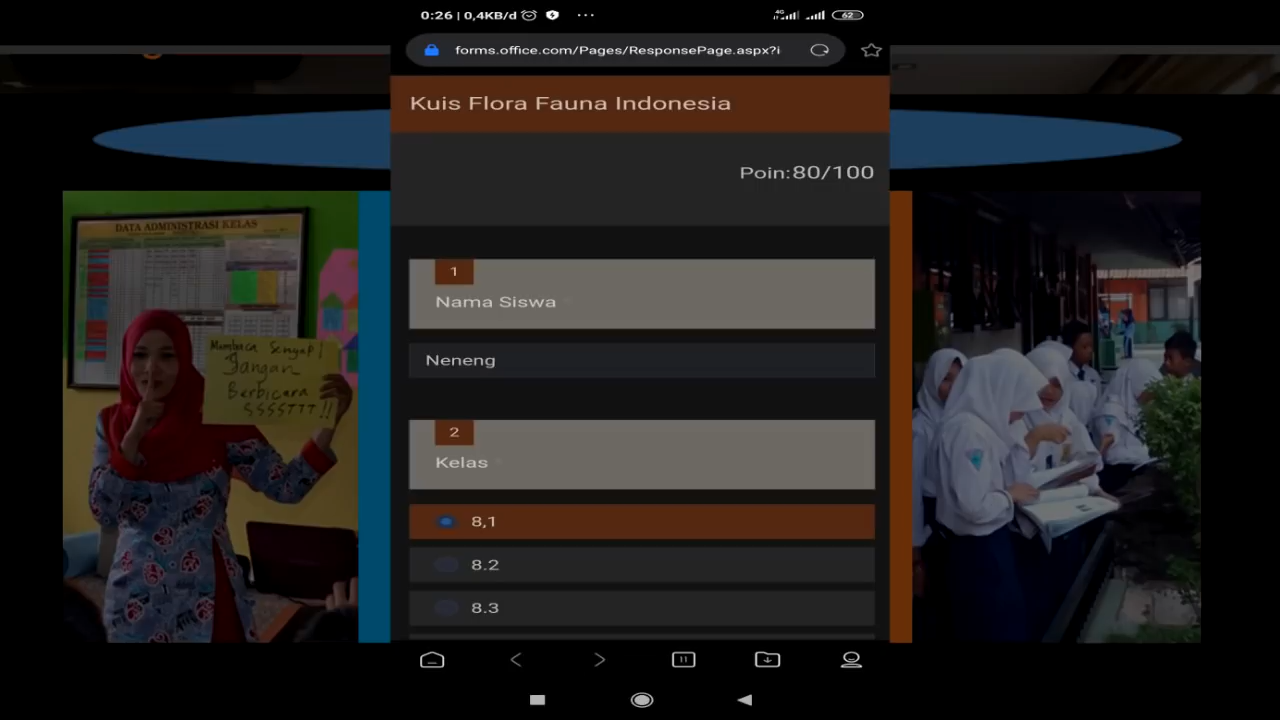 0:26 | 0,4KB/d
4G
62
forms.office.com/Pages/ResponsePage.aspx?i
Kuis Flora Fauna Indonesia
Poin:80/100
1
Nama Siswa
Neneng
2
Kelas
8,1
8.2
8.3
11
DATA ADMINISTRASI KELAS
Membaca Senyap!
Jangan
Berbicara
SSSSTTT!!